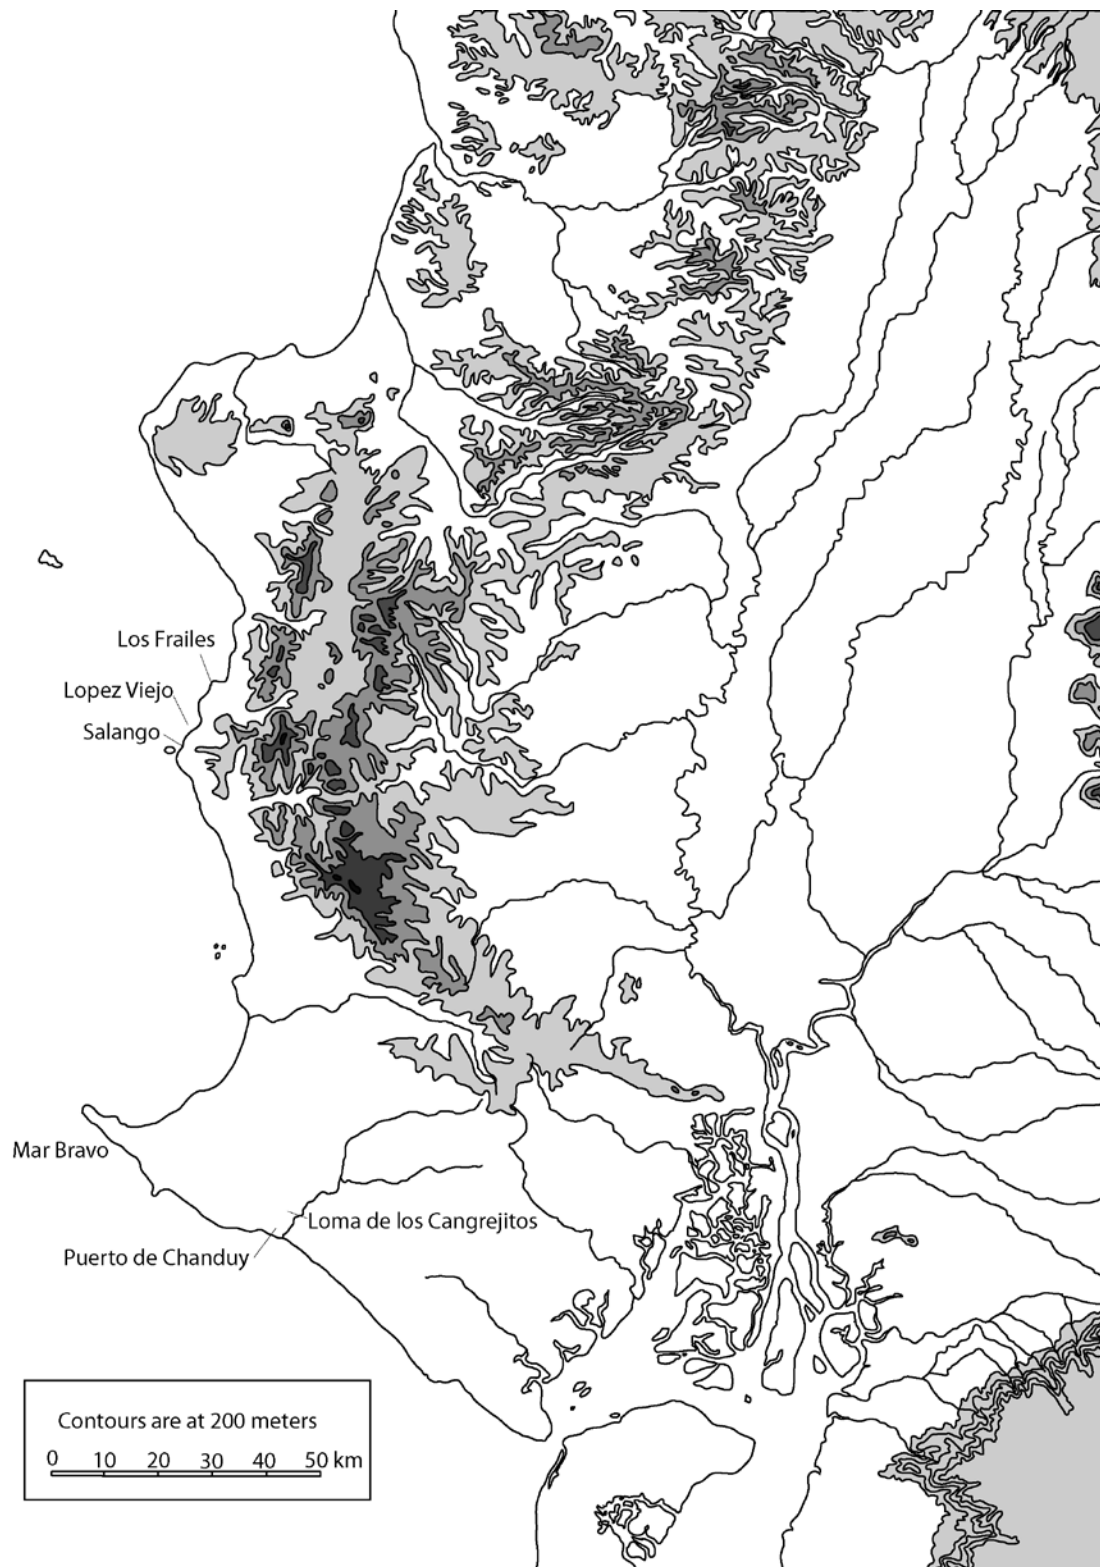 Los Frailes
Lopez Viejo
Salango
Mar Bravo
Loma de los Cangrejitos
Puerto de Chanduy
Contours are at 200 meters
0 10 20 30 40 50 km